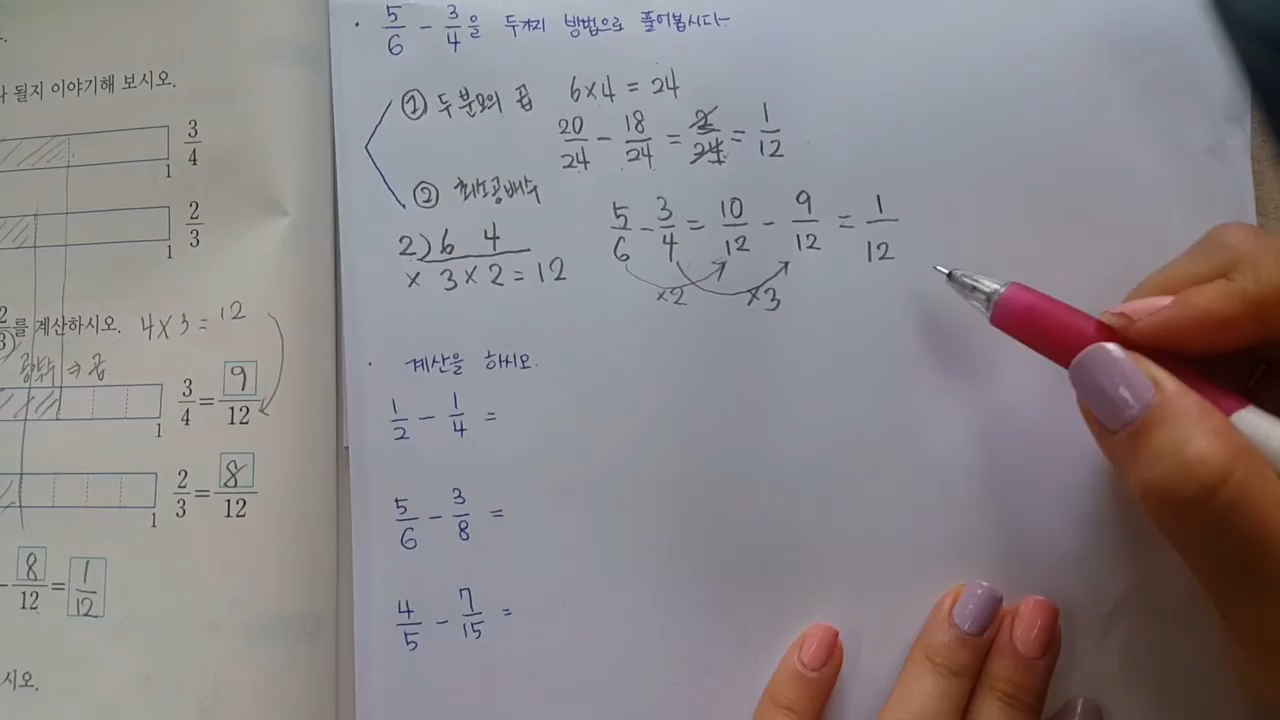 나 될지 이야기해 보시오.
3/4
1
2/3
1
를 계산하시오. 4×3=12
⇒ 곱
3/4 = 9/12
1
2/3 = 8/12
1
- 8/12 = 1/12
시오.
· 5/6 - 3/4을 두가지 방법으로 풀어봅시다
① 두 분모의 곱 6×4=24
20/24 - 18/24 = 2/24 = 1/12
② 최소공배수
5/6 - 3/4 = 10/12 - 9/12 = 1/12
2) 6 4
× 3×2=12
×2 ×3
· 계산을 하시오.
1/2 - 1/4 =
5/6 - 3/8 =
4/5 - 7/15 =